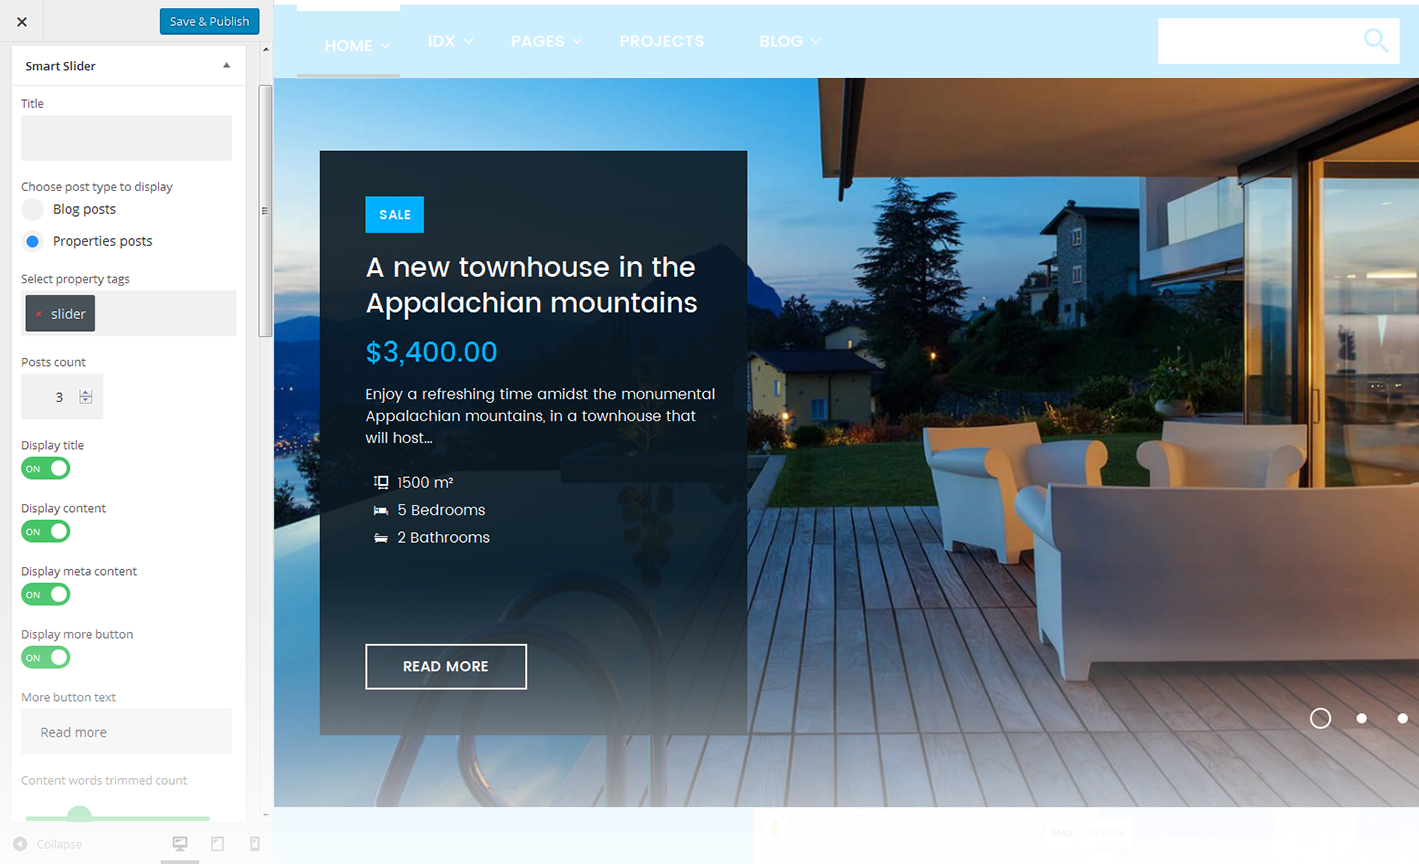 Save & Publish
Smart Slider
Title
Choose post type to display
Blog posts
Properties posts
Select property tags
× slider
Posts count
3
Display title
ON
Display content
ON
Display meta content
ON
Display more button
ON
More button text
Read more
Content words trimmed count
Collapse
HOME
IDX
PAGES
PROJECTS
BLOG
SALE
A new townhouse in the
Appalachian mountains
$3,400.00
Enjoy a refreshing time amidst the monumental
Appalachian mountains, in a townhouse that
will host...
1500 m²
5 Bedrooms
2 Bathrooms
READ MORE
Map
Satellite